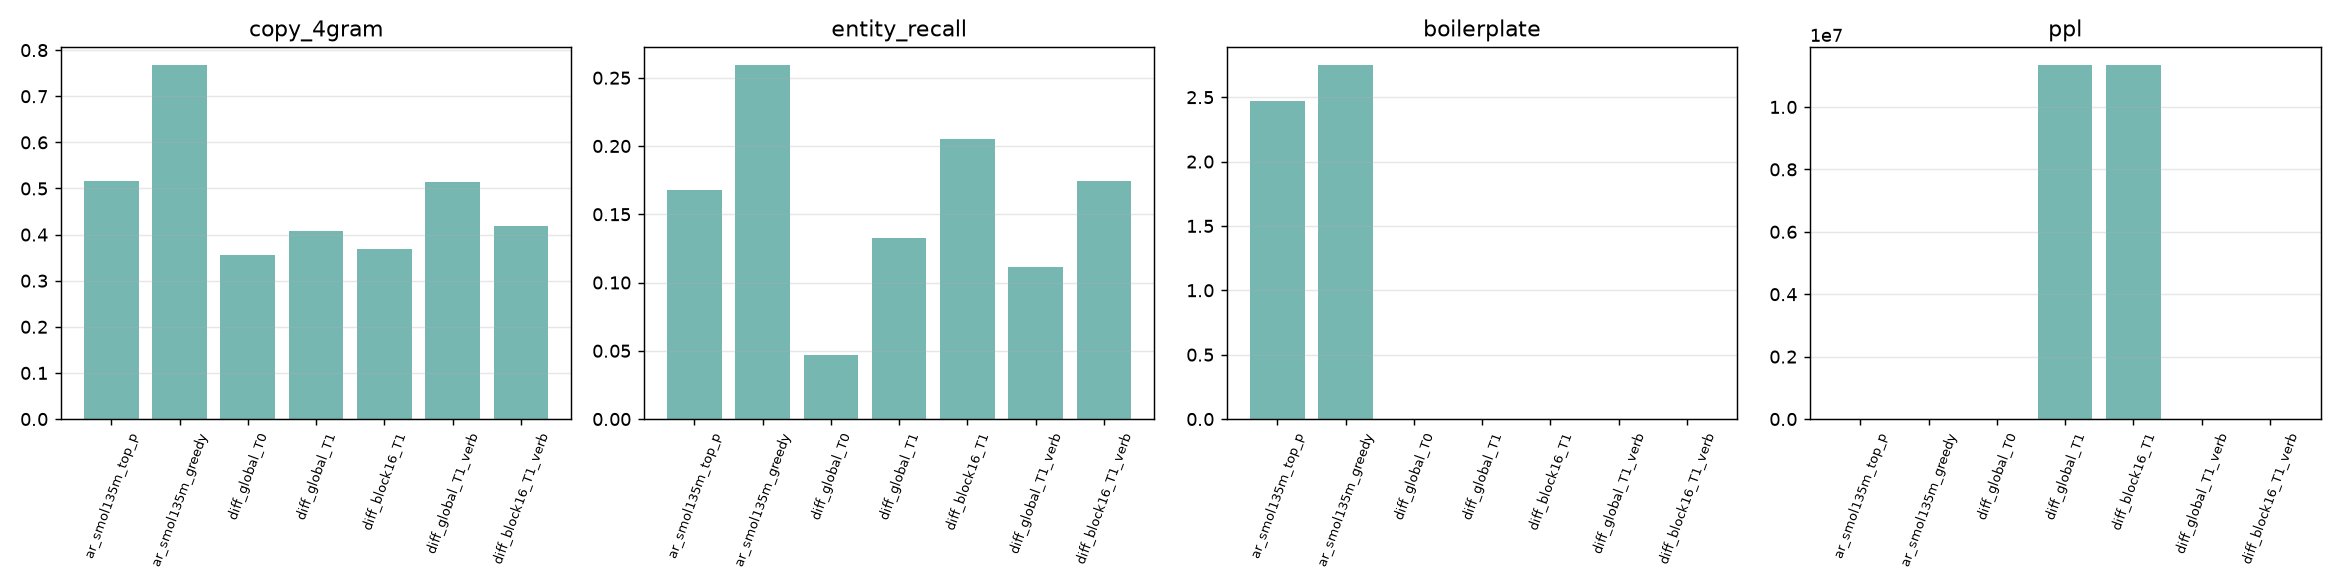 copy_4gram
0.8
0.7
0.6
0.5
0.4
0.3
0.2
0.1
0.0
ar_smol135m_top_p
ar_smol135m_greedy
diff_global_T0
diff_global_T1
diff_block16_T1
diff_global_T1_verb
diff_block16_T1_verb
entity_recall
0.25
0.20
0.15
0.10
0.05
0.00
ar_smol135m_top_p
ar_smol135m_greedy
diff_global_T0
diff_global_T1
diff_block16_T1
diff_global_T1_verb
diff_block16_T1_verb
boilerplate
2.5
2.0
1.5
1.0
0.5
0.0
ar_smol135m_top_p
ar_smol135m_greedy
diff_global_T0
diff_global_T1
diff_block16_T1
diff_global_T1_verb
diff_block16_T1_verb
ppl
1e7
1.0
0.8
0.6
0.4
0.2
0.0
ar_smol135m_top_p
ar_smol135m_greedy
diff_global_T0
diff_global_T1
diff_block16_T1
diff_global_T1_verb
diff_block16_T1_verb